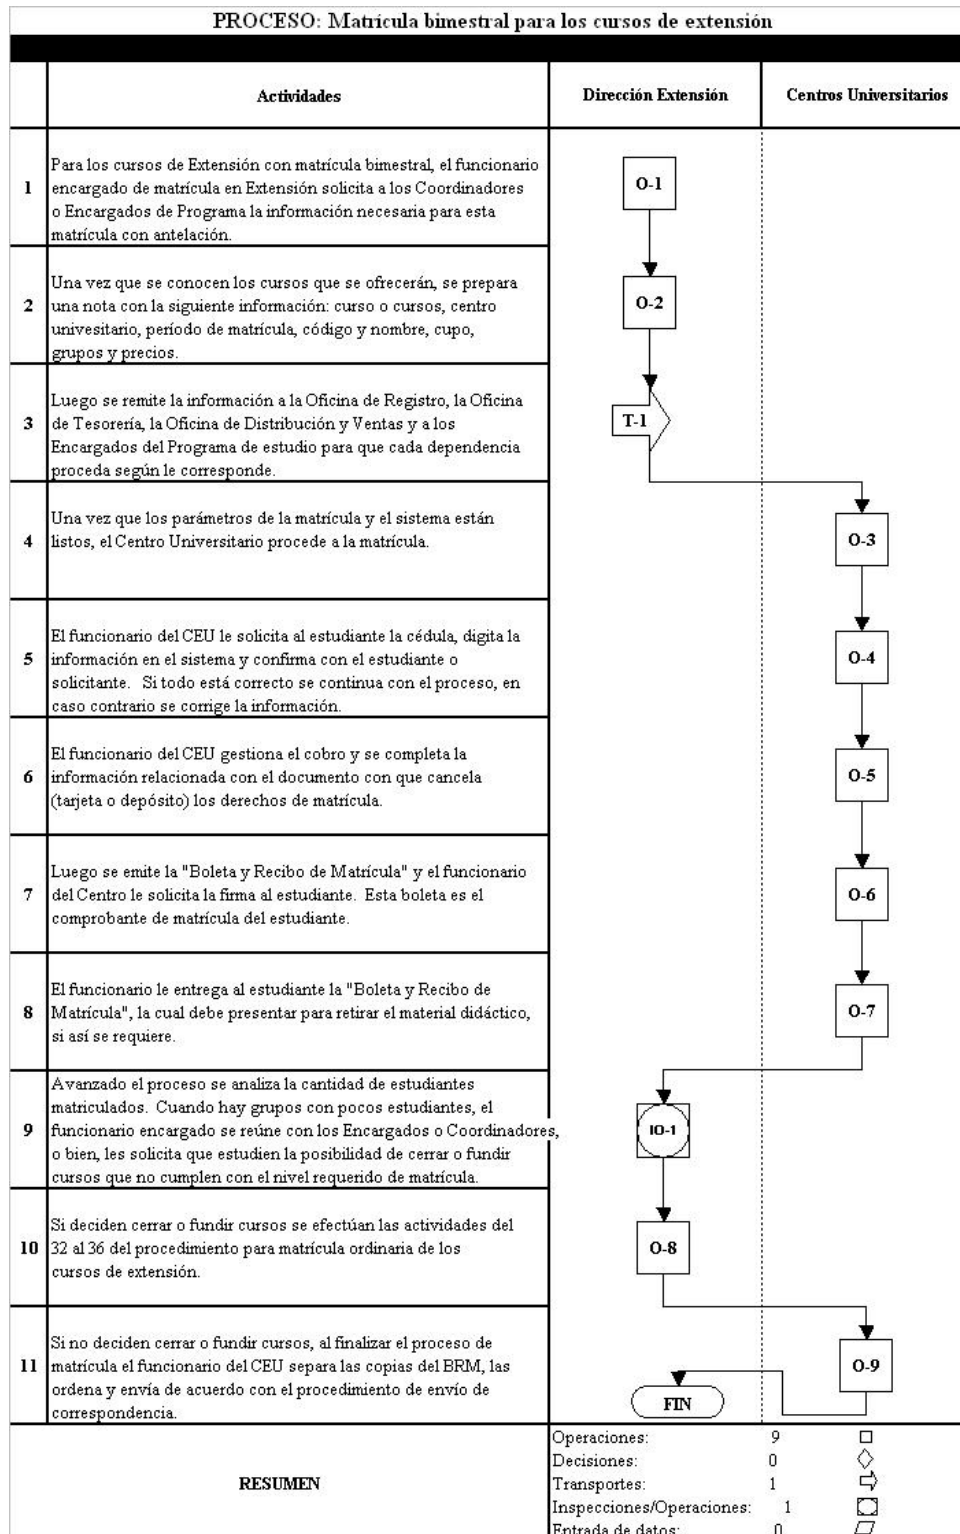 PROCESO: Matrícula bimestral para los cursos de extensión
Actividades
Dirección Extensión
Centros Universitarios
1
Para los cursos de Extensión con matrícula bimestral, el funcionario
encargado de matrícula en Extensión solicita a los Coordinadores
o Encargados de Programa la información necesaria para esta
matrícula con antelación.
O-1
2
Una vez que se conocen los cursos que se ofrecerán, se prepara
una nota con la siguiente información: curso o cursos, centro
univesitario, período de matrícula, código y nombre, cupo,
grupos y precios.
O-2
3
Luego se remite la información a la Oficina de Registro, la Oficina
de Tesorería, la Oficina de Distribución y Ventas y a los
Encargados del Programa de estudio para que cada dependencia
proceda según le corresponde.
T-1
4
Una vez que los parámetros de la matrícula y el sistema están
listos, el Centro Universitario procede a la matrícula.
O-3
5
El funcionario del CEU le solicita al estudiante la cédula, digita la
información en el sistema y confirma con el estudiante o
solicitante. Si todo está correcto se continua con el proceso, en
caso contrario se corrige la información.
O-4
6
El funcionario del CEU gestiona el cobro y se completa la
información relacionada con el documento con que cancela
(tarjeta o depósito) los derechos de matrícula.
O-5
7
Luego se emite la "Boleta y Recibo de Matrícula" y el funcionario
del Centro le solicita la firma al estudiante. Esta boleta es el
comprobante de matrícula del estudiante.
O-6
8
El funcionario le entrega al estudiante la "Boleta y Recibo de
Matrícula", la cual debe presentar para retirar el material didáctico,
si así se requiere.
O-7
9
Avanzado el proceso se analiza la cantidad de estudiantes
matriculados. Cuando hay grupos con pocos estudiantes, el
funcionario encargado se reúne con los Encargados o Coordinadores,
o bien, les solicita que estudien la posibilidad de cerrar o fundir
cursos que no cumplen con el nivel requerido de matrícula.
IO-1
10
Si deciden cerrar o fundir cursos se efectúan las actividades del
32 al 36 del procedimiento para matrícula ordinaria de los
cursos de extensión.
O-8
11
Si no deciden cerrar o fundir cursos, al finalizar el proceso de
matrícula el funcionario del CEU separa las copias del BRM, las
ordena y envía de acuerdo con el procedimiento de envío de
correspondencia.
O-9
FIN
RESUMEN
Operaciones: 9
Decisiones: 0
Transportes: 1
Inspecciones/Operaciones: 1
Entrada de datos: 0